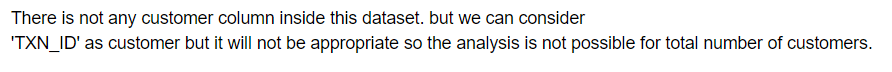 There is not any customer column inside this dataset. but we can consider
'TXN_ID' as customer but it will not be appropriate so the analysis is not possible for total number of customers.